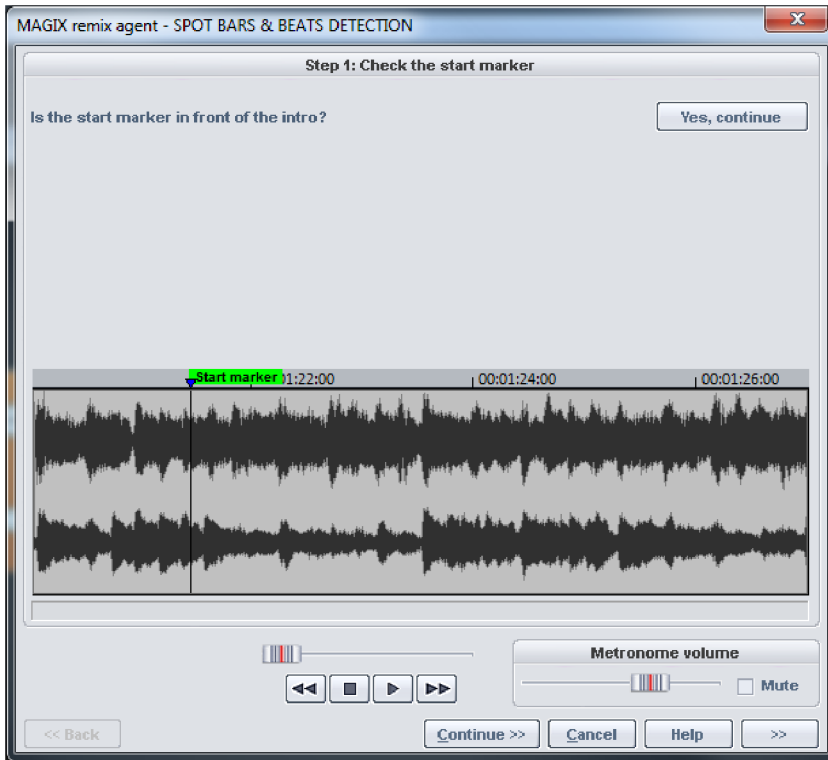 MAGIX remix agent - SPOT BARS & BEATS DETECTION
Step 1: Check the start marker
Is the start marker in front of the intro?
Yes, continue
Start marker 01:22:00 00:01:24:00 00:01:26:00
Metronome volume
Mute
<< Back
Continue >>
Cancel
Help
>>